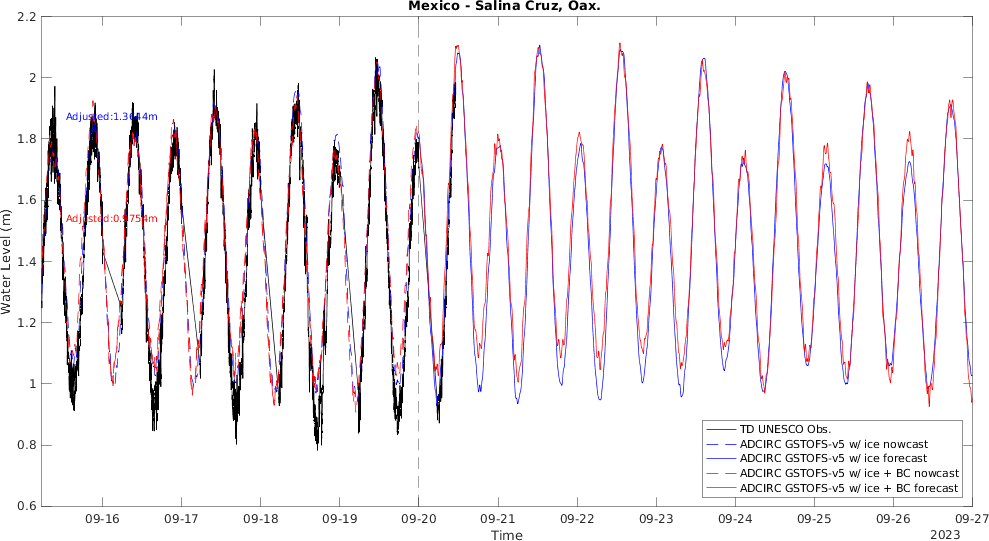 Mexico - Salina Cruz, Oax.
2.2
2
1.8
1.6
1.4
1.2
1
0.8
0.6
Water Level (m)
Adjusted:1.3644m
Adjusted:0.9754m
TD UNESCO Obs.
ADCIRC GSTOFS-v5 w/ ice nowcast
ADCIRC GSTOFS-v5 w/ ice forecast
ADCIRC GSTOFS-v5 w/ ice + BC nowcast
ADCIRC GSTOFS-v5 w/ ice + BC forecast
09-16 09-17 09-18 09-19 09-20 09-21 09-22 09-23 09-24 09-25 09-26 09-27
Time
2023